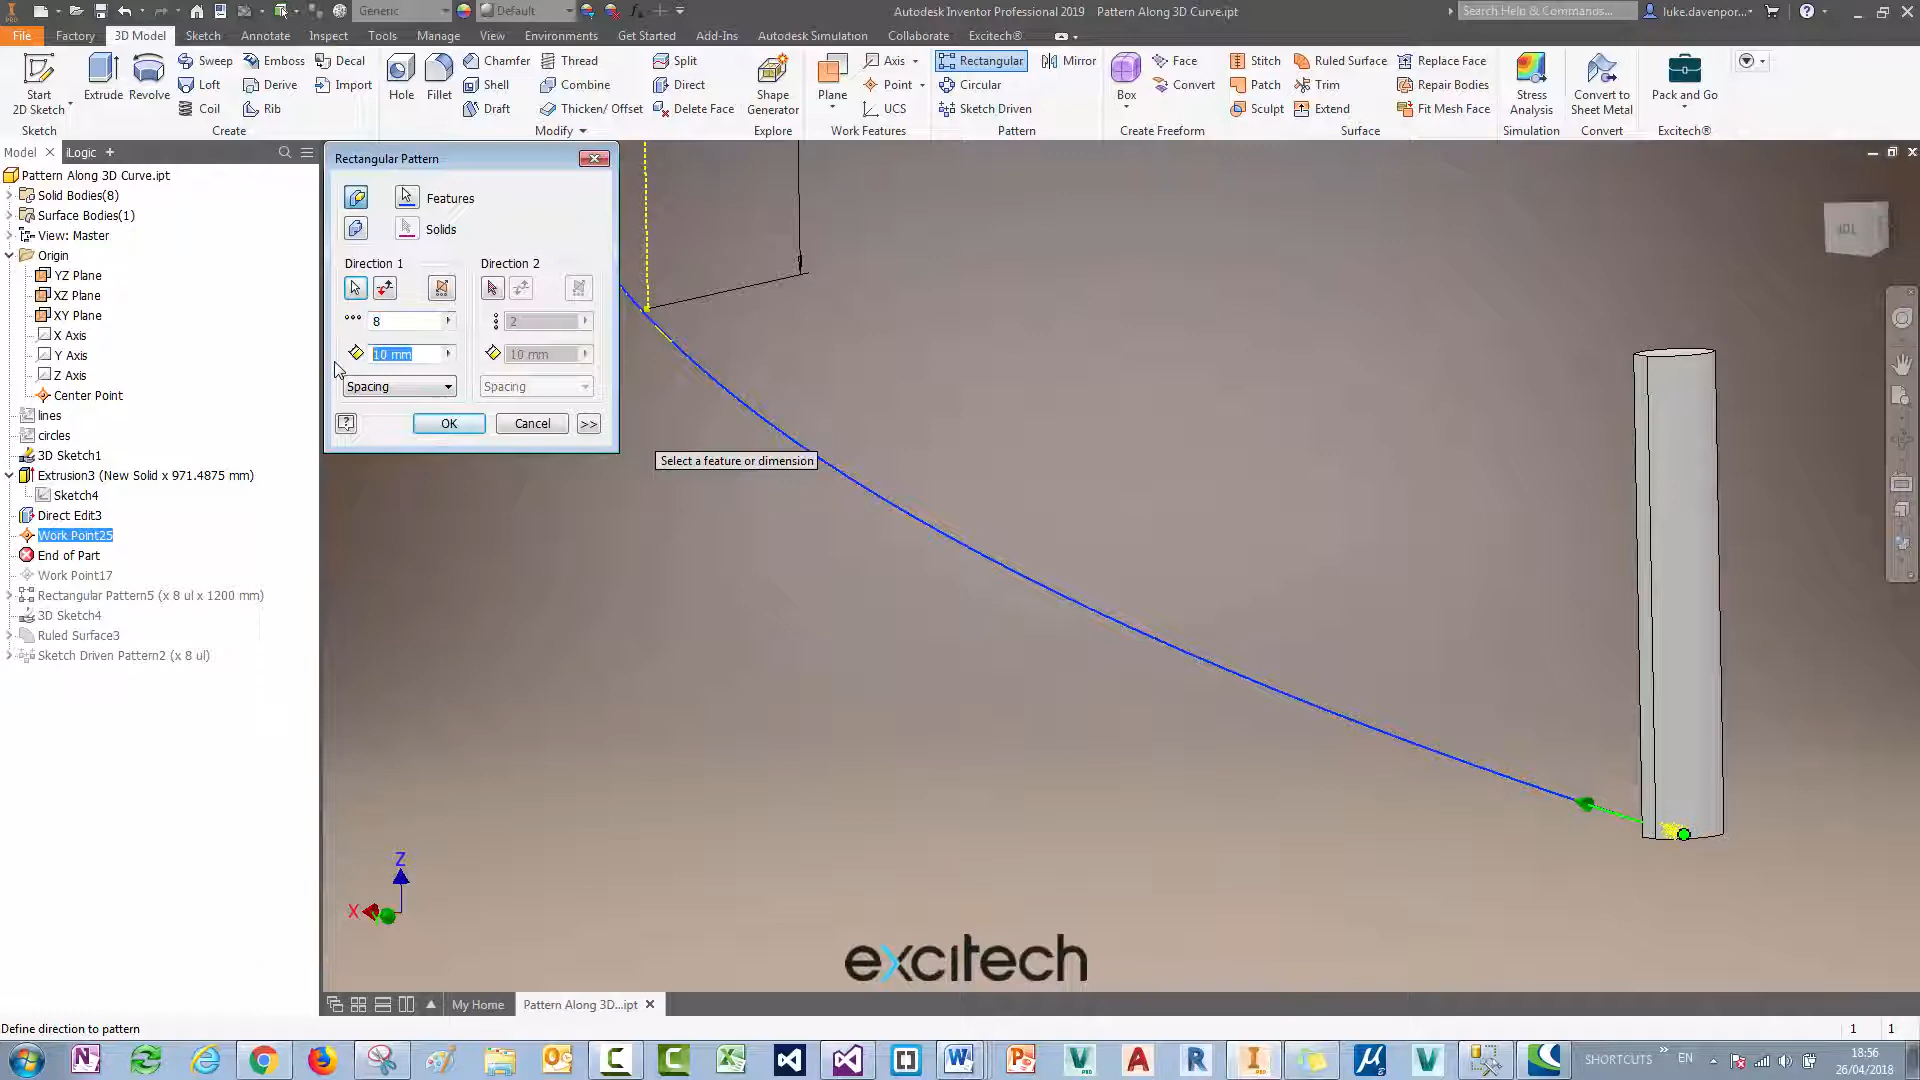 Generic
Default
Autodesk Inventor Professional 2019 Pattern Along 3D Curve.ipt
Search Help & Commands...
luke.davenpor...
File Factory 3D Model Sketch Annotate Inspect Tools Manage View Environments Get Started Add-Ins Autodesk Simulation Collaborate Excitech®
Sweep Emboss Decal Chamfer Thread Split Axis Rectangular Mirror Face Stitch Ruled Surface Replace Face
Loft Derive Import Shell Combine Direct Point Circular Convert Patch Trim Repair Bodies
Start
2D Sketch
Extrude Revolve Hole Fillet
Shape
Generator
Plane Box
Stress
Analysis
Convert to
Sheet Metal
Pack and Go
Coil Rib Draft Thicken/ Offset Delete Face UCS Sketch Driven Sculpt Extend Fit Mesh Face
Sketch Create Modify Explore Work Features Pattern Create Freeform Surface Simulation Convert Excitech®
Model iLogic
Pattern Along 3D Curve.ipt
Solid Bodies(8)
Surface Bodies(1)
View: Master
Origin
YZ Plane
XZ Plane
XY Plane
X Axis
Y Axis
Z Axis
Center Point
lines
circles
3D Sketch1
Extrusion3 (New Solid x 971.4875 mm)
Sketch4
Direct Edit3
Work Point25
End of Part
Work Point17
Rectangular Pattern5 (x 8 ul x 1200 mm)
3D Sketch4
Ruled Surface3
Sketch Driven Pattern2 (x 8 ul)
Rectangular Pattern
Features
Solids
Direction 1 Direction 2
8 2
10 mm 10 mm
Spacing Spacing
OK Cancel >>
Select a feature or dimension
Z
X
excitech
My Home Pattern Along 3D...ipt
Define direction to pattern
1 1
SHORTCUTS
EN
18:56
26/04/2018